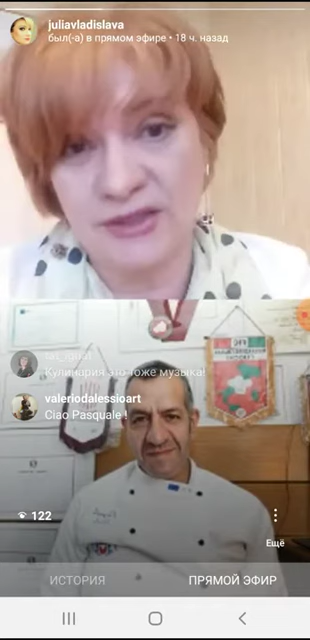 juliavladislava
был(-а) в прямом эфире • 18 ч. назад
Кулинария это тоже музыка!
valeriodalessioart
Ciao Pasquale !
122
Ещё
ИСТОРИЯ
ПРЯМОЙ ЭФИР